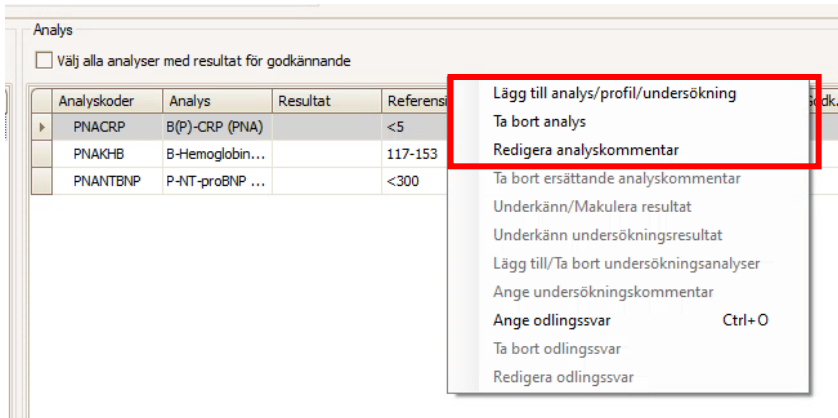 Analys
Välj alla analyser med resultat för godkännande
Analyskoder Analys Resultat Referensi
PNACRP B(P)-CRP (PNA) <5
PNAKHB B-Hemoglobin... 117-153
PNANTBNP P-NT-proBNP ... <300
Lägg till analys/profil/undersökning
Ta bort analys
Redigera analyskommentar
Ta bort ersättande analyskommentar
Underkänn/Makulera resultat
Underkänn undersökningsresultat
Lägg till/Ta bort undersökningsanalyser
Ange undersökningskommentar
Ange odlingssvar Ctrl+O
Ta bort odlingssvar
Redigera odlingssvar